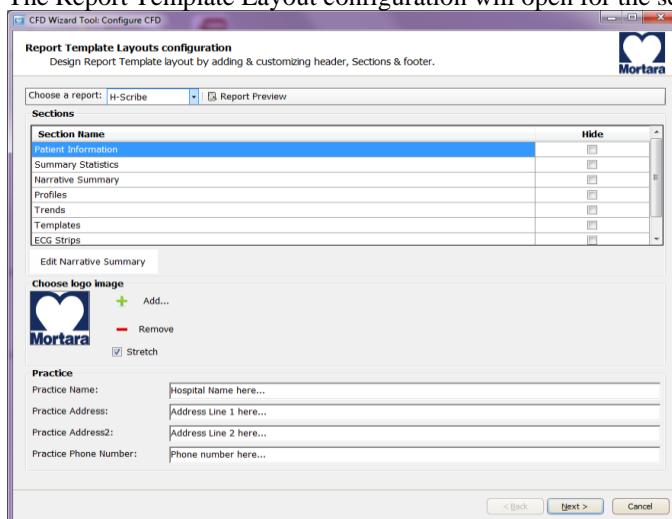 The Report Template Layout configuration will open for the se
CFD Wizard Tool: Configure CFD
Report Template Layouts configuration
Design Report Template layout by adding & customizing header, Sections & footer.
Mortara
Choose a report: H-Scribe Report Preview
Sections
Section Name Hide
Patient Information
Summary Statistics
Narrative Summary
Profiles
Trends
Templates
ECG Strips
Edit Narrative Summary
Choose logo image
Mortara
Add...
Remove
Stretch
Practice
Practice Name: Hospital Name here...
Practice Address: Address Line 1 here...
Practice Address2: Address Line 2 here...
Practice Phone Number: Phone number here...
< Back Next > Cancel